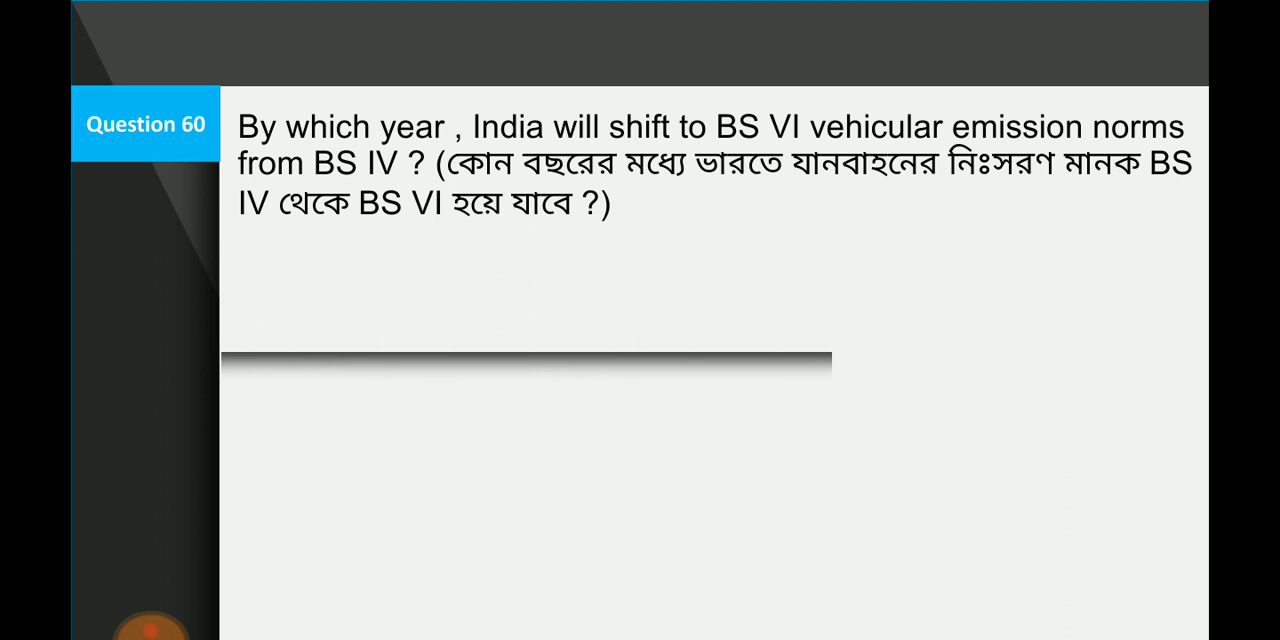 Question 60
By which year , India will shift to BS VI vehicular emission norms
from BS IV ? (কোন বছরের মধ্যে ভারতে যানবাহনের নিঃসরণ মানক BS
IV থেকে BS VI হয়ে যাবে ?)